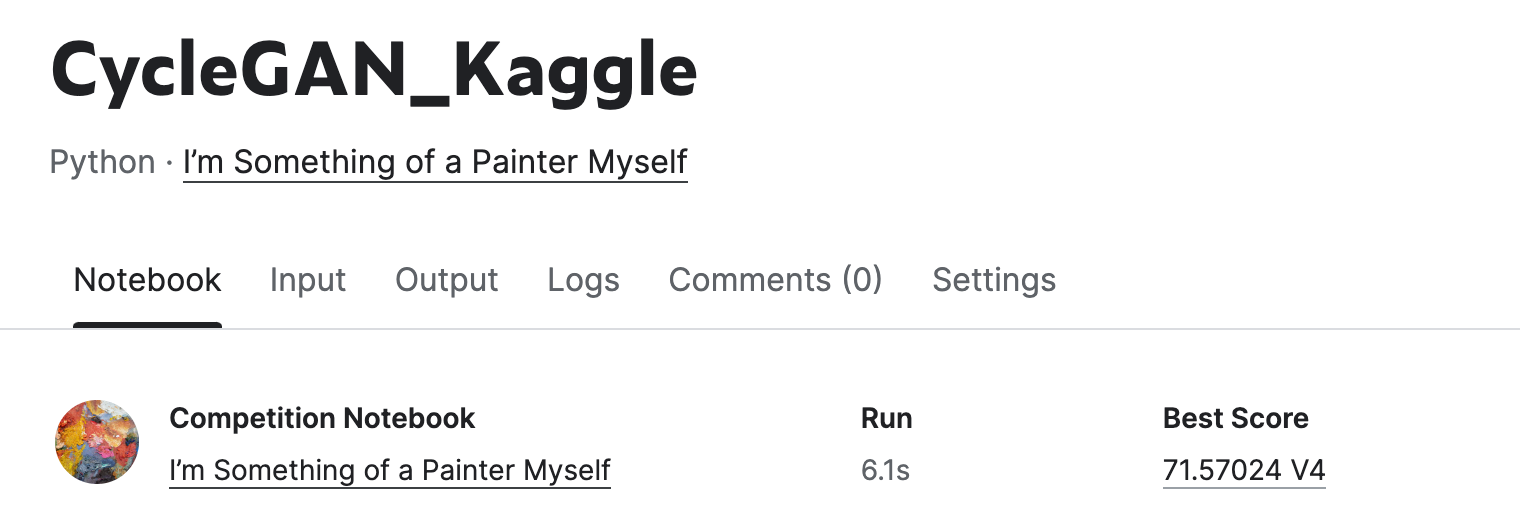 CycleGAN_Kaggle
Python · I'm Something of a Painter Myself
Notebook Input Output Logs Comments (0) Settings
Competition Notebook Run Best Score
I'm Something of a Painter Myself 6.1s 71.57024 V4